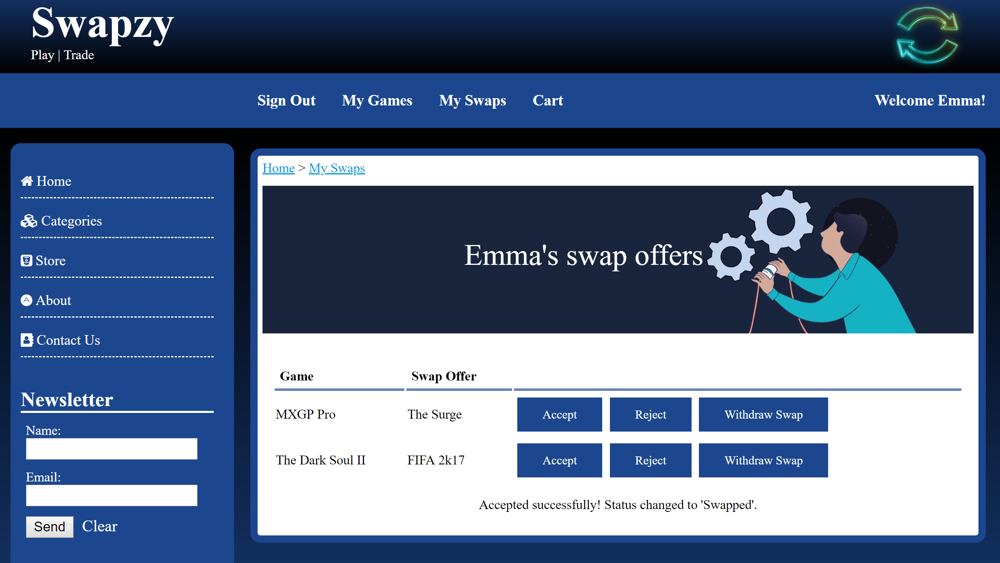 Swapzy
Play | Trade
Sign Out My Games My Swaps Cart Welcome Emma!
Home
Categories
Store
About
Contact Us
Newsletter
Name:
Email:
Send Clear
Home > My Swaps
Emma's swap offers
Game Swap Offer
MXGP Pro The Surge Accept Reject Withdraw Swap
The Dark Soul II FIFA 2k17 Accept Reject Withdraw Swap
Accepted successfully! Status changed to 'Swapped'.